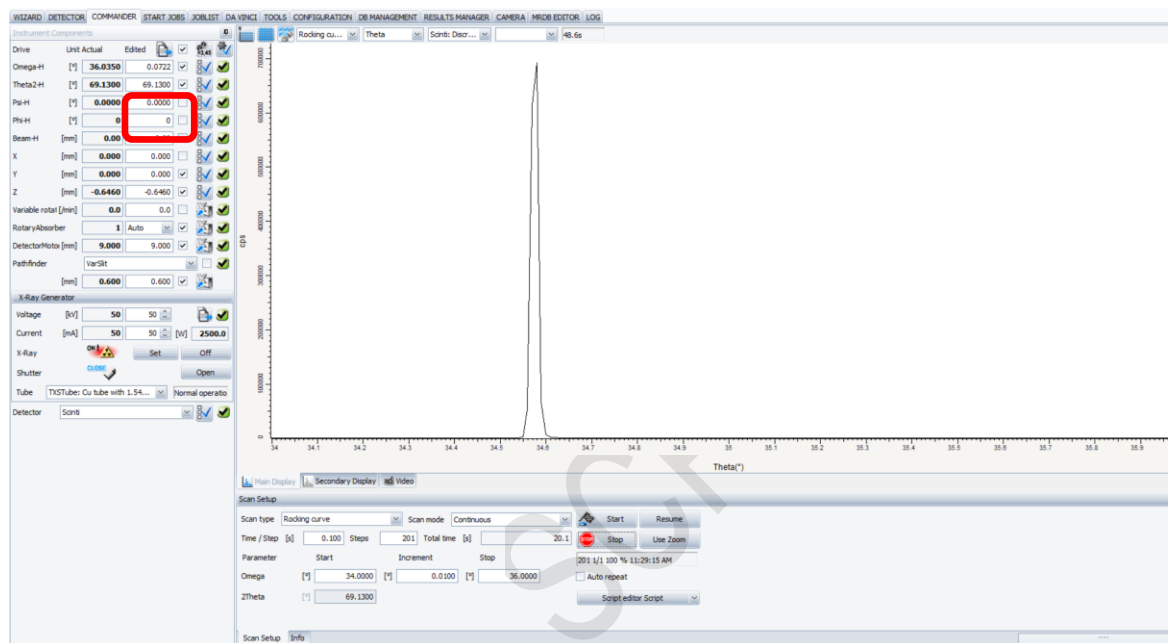 WIZARD DETECTOR COMMANDER START JOBS JOBLIST DA VINCI TOOLS CONFIGURATION DB MANAGEMENT RESULTS MANAGER CAMERA MRDB EDITOR LOG
Instrument Components
Rocking cu... Theta Scinti: Discr... 48.6s
Drive Unit Actual Edited
Omega-H [°] 36.0350 0.0722
Theta2-H [°] 69.1300 69.1300
Psi-H [°] 0.0000 0.0000
Phi-H [°] 0 0
Beam-H [mm] 0.00
X [mm] 0.000 0.000
Y [mm] 0.000 0.000
Z [mm] -0.6460 -0.6460
Variable rotat [/min] 0.0 0.0
RotaryAbsorber 1 Auto
DetectorMotor [mm] 9.000 9.000
Pathfinder VarSlit
[mm] 0.600 0.600
X-Ray Generator
Voltage [kV] 50 50
Current [mA] 50 50 [W] 2500.0
X-Ray ON Set Off
Shutter CLOSE Open
Tube TXSTube: Cu tube with 1.54... Normal operatio
Detector Scinti
cps
34 34.1 34.2 34.3 34.4 34.5 34.6 34.7 34.8 34.9 35 35.1 35.2 35.3 35.4 35.5 35.6 35.7 35.8 35.9
Theta(°)
Main Display Secondary Display Video
Scan Setup
Scan type Rocking curve Scan mode Continuous Start Resume
Time / Step [s] 0.100 Steps 201 Total time [s] 20.1 STOP Stop Use Zoom
Parameter Start Increment Stop
201 1/1 100 % 11:29:15 AM
Omega [°] 34.0000 [°] 0.0100 [°] 36.0000 Auto repeat
2Theta [°] 69.1300 Script editor Script
Scan Setup Info